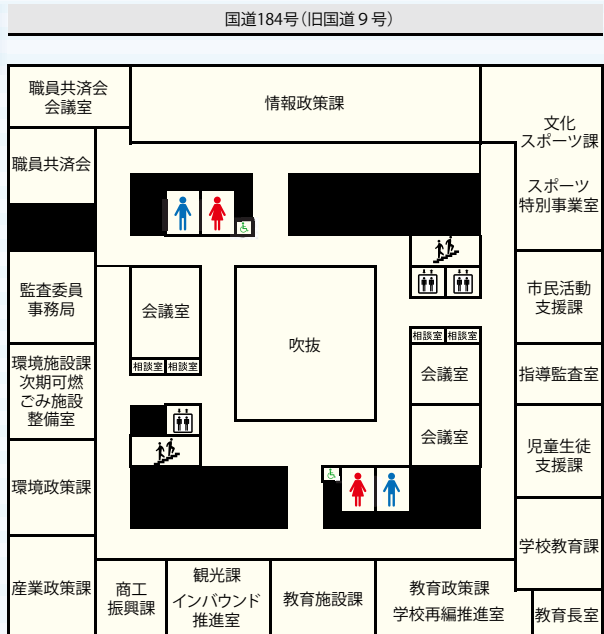 国道184号（旧国道９号）
職員共済会
会議室
情報政策課
文化
スポーツ課
スポーツ
特別事業室
職員共済会
監査委員
事務局
会議室
相談室
相談室
吹抜
市民活動
支援課
相談室
相談室
会議室
会議室
指導監査室
環境施設課
次期可燃
ごみ施設
整備室
児童生徒
支援課
環境政策課
学校教育課
産業政策課
商工
振興課
観光課
インバウンド
推進室
教育施設課
教育政策課
学校再編推進室
教育長室